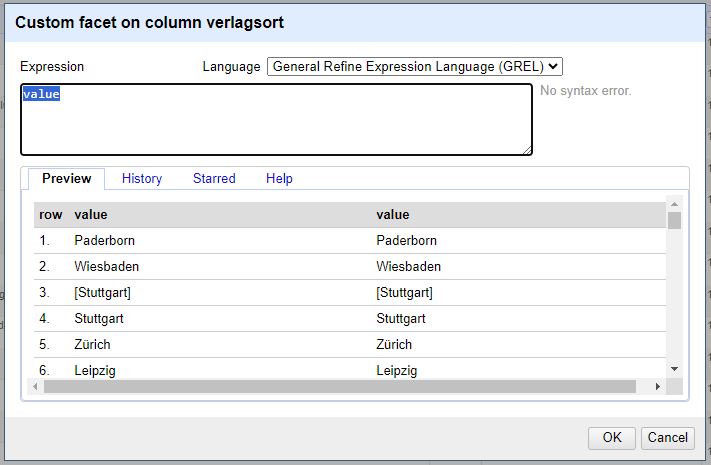 Custom facet on column verlagsort
Expression Language General Refine Expression Language (GREL)
value No syntax error.
Preview History Starred Help
row value value
1. Paderborn Paderborn
2. Wiesbaden Wiesbaden
3. [Stuttgart] [Stuttgart]
4. Stuttgart Stuttgart
5. Zürich Zürich
6. Leipzig Leipzig
OK Cancel